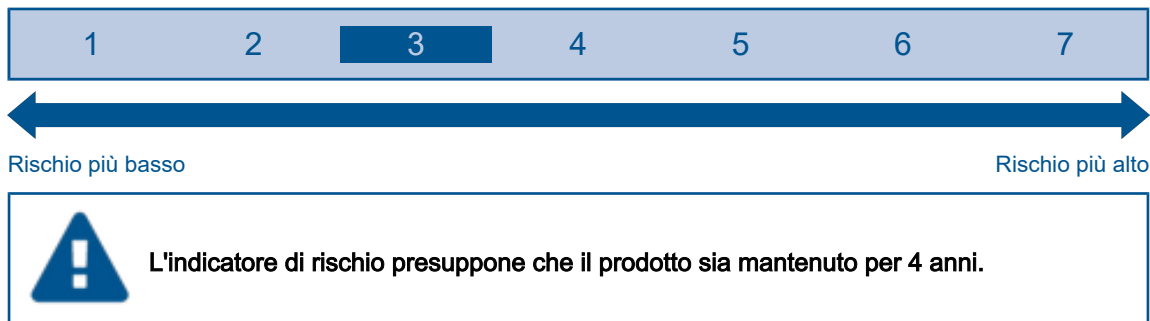 1 2 3 4 5 6 7
Rischio più basso Rischio più alto
L'indicatore di rischio presuppone che il prodotto sia mantenuto per 4 anni.